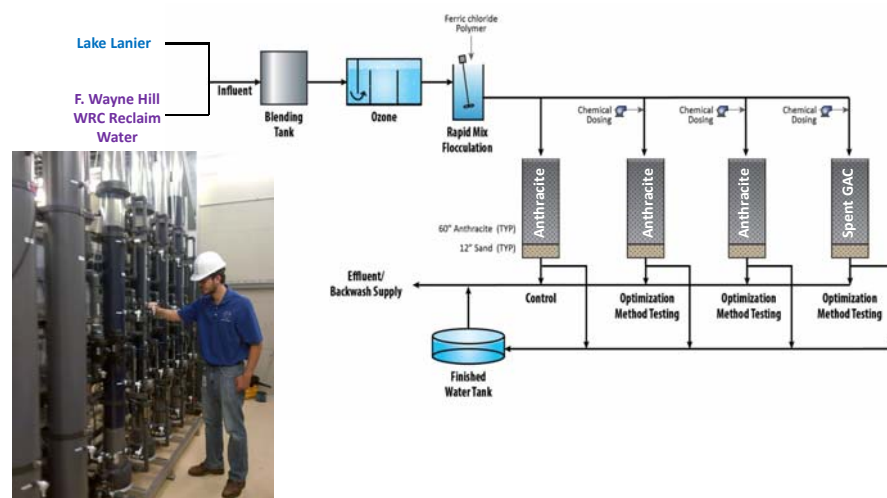 Lake Lanier
F. Wayne Hill
WRC Reclaim
Water
Influent
Blending
Tank
Ozone
Ferric chloride
Polymer
Rapid Mix
Flocculation
Chemical
Dosing
Chemical
Dosing
Chemical
Dosing
Anthracite
Anthracite
Anthracite
Spent GAC
60" Anthracite (TYP)
12" Sand (TYP)
Effluent/
Backwash Supply
Control
Optimization
Method Testing
Optimization
Method Testing
Optimization
Method Testing
Finished
Water Tank